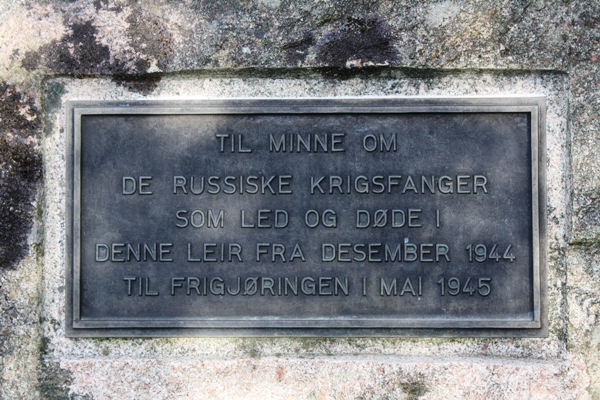 TIL MINNE OM
DE RUSSISKE KRIGSFANGER
SOM LED OG DØDE I
DENNE LEIR FRA DESEMBER 1944
TIL FRIGJØRINGEN I MAI 1945